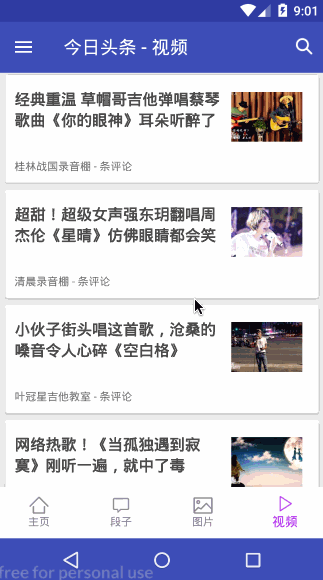 9:01
今日头条 - 视频
经典重温 草帽哥吉他弹唱蔡琴
歌曲《你的眼神》耳朵听醉了
桂林战国录音棚 - 条评论
超甜！超级女声强东玥翻唱周
杰伦《星晴》仿佛眼睛都会笑
清晨录音棚 - 条评论
小伙子街头唱这首歌，沧桑的
嗓音令人心碎《空白格》
叶冠星吉他教室 - 条评论
网络热歌！《当孤独遇到寂
寞》刚听一遍，就中了毒
主页
段子
图片
视频
free for personal use